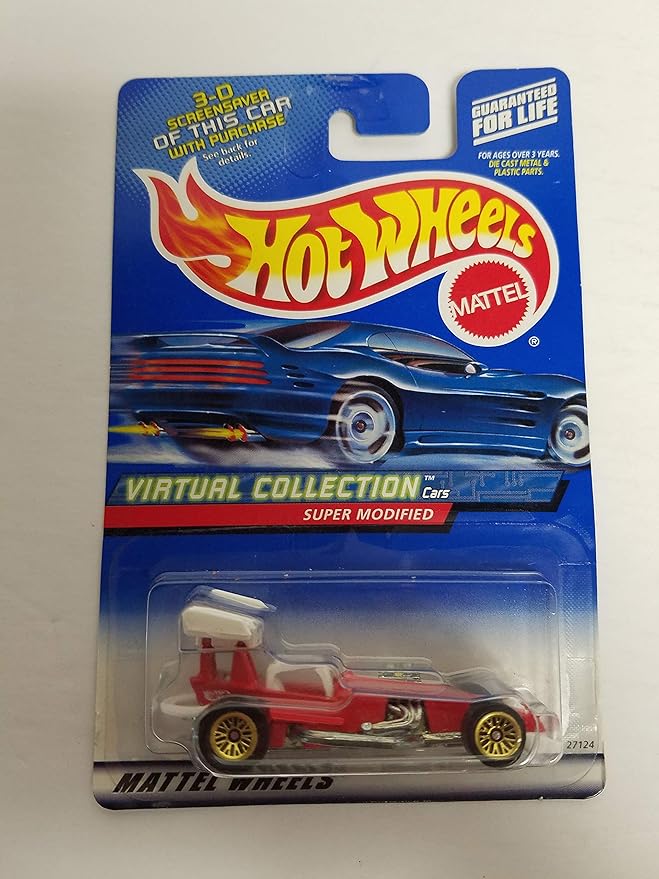 3-D
SCREENSAVER
OF THIS CAR
WITH PURCHASE
See back for
details.
GUARANTEED
FOR LIFE
FOR AGES OVER 3 YEARS.
DIE CAST METAL &
PLASTIC PARTS.
HOT WHEELS
MATTEL
®
VIRTUAL COLLECTION™
Cars
SUPER MODIFIED
27124
MATTEL WHEELS